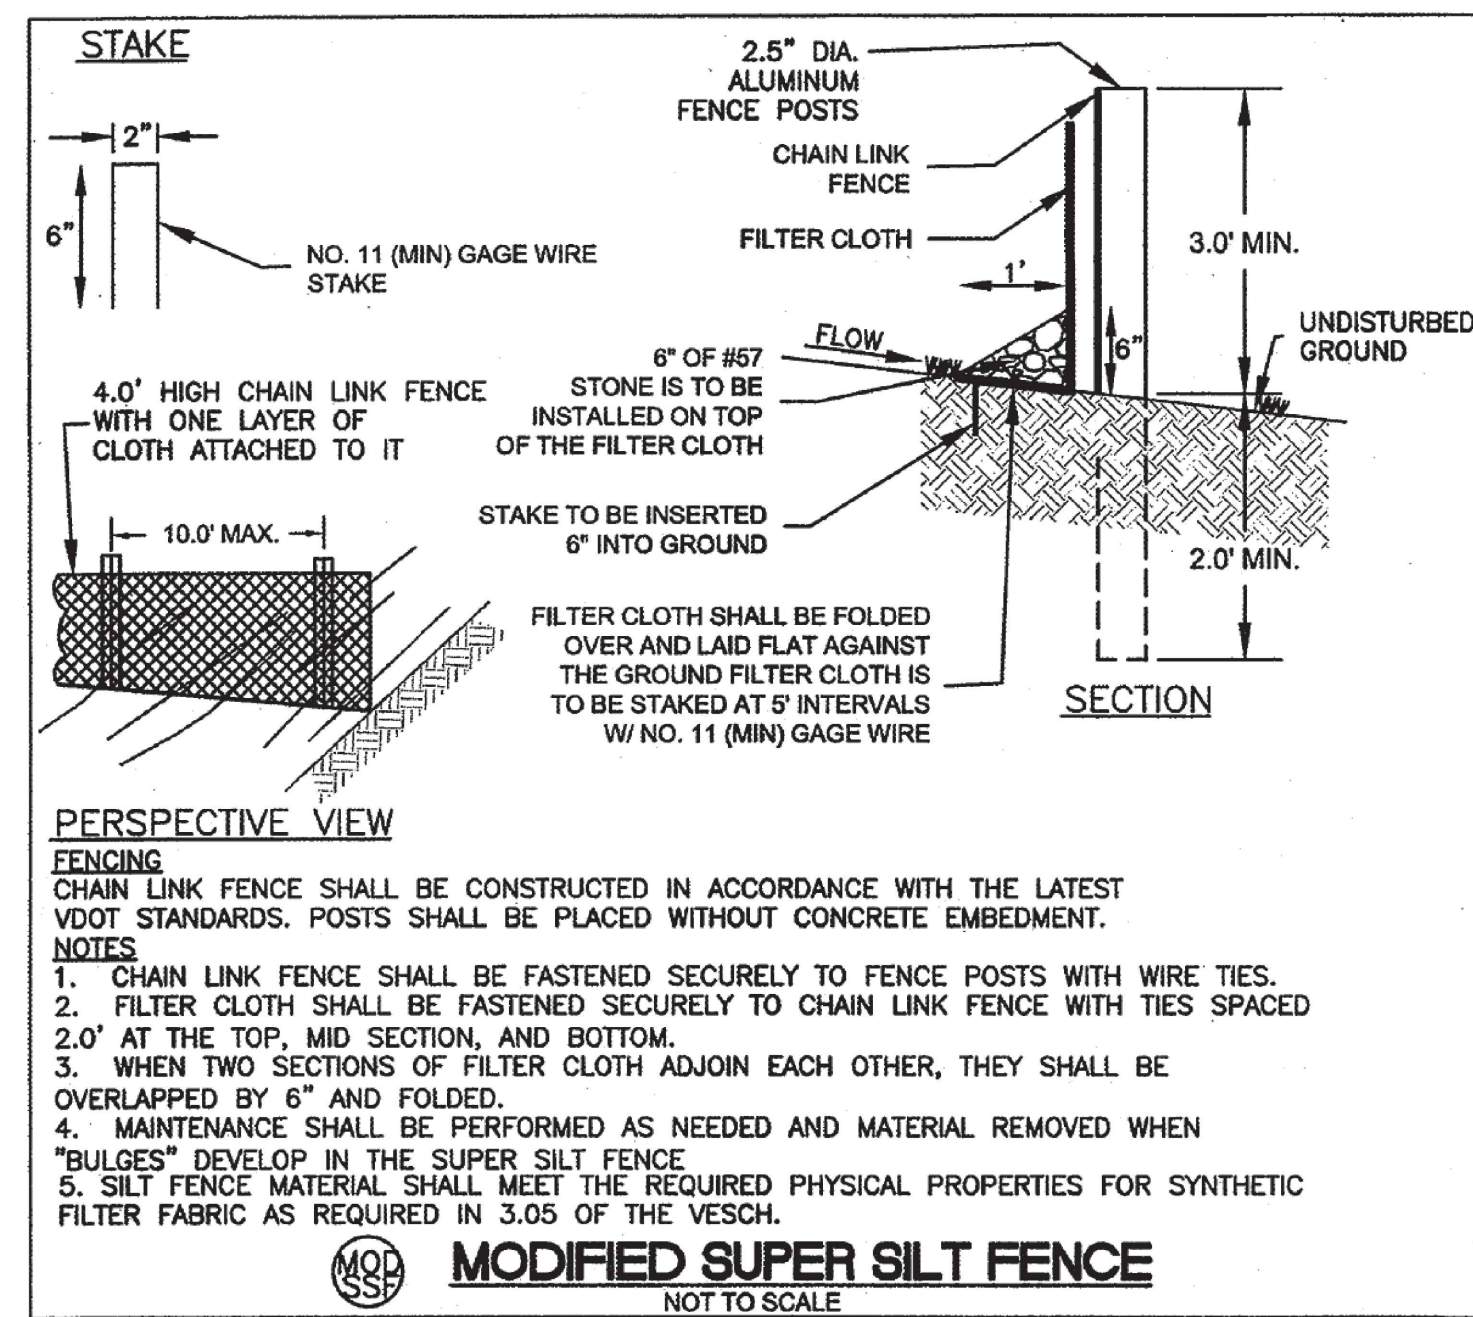 STAKE
2"
6"
NO. 11 (MIN) GAGE WIRE
STAKE
2.5" DIA.
ALUMINUM
FENCE POSTS
CHAIN LINK
FENCE
FILTER CLOTH
1'
FLOW
6"
3.0' MIN.
UNDISTURBED
GROUND
6" OF #57
STONE IS TO BE
INSTALLED ON TOP
OF THE FILTER CLOTH
STAKE TO BE INSERTED
6" INTO GROUND
2.0' MIN.
FILTER CLOTH SHALL BE FOLDED
OVER AND LAID FLAT AGAINST
THE GROUND FILTER CLOTH IS
TO BE STAKED AT 5' INTERVALS
W/ NO. 11 (MIN) GAGE WIRE
SECTION
4.0' HIGH CHAIN LINK FENCE
WITH ONE LAYER OF
CLOTH ATTACHED TO IT
10.0' MAX.
PERSPECTIVE VIEW
FENCING
CHAIN LINK FENCE SHALL BE CONSTRUCTED IN ACCORDANCE WITH THE LATEST
VDOT STANDARDS. POSTS SHALL BE PLACED WITHOUT CONCRETE EMBEDMENT.
NOTES
1. CHAIN LINK FENCE SHALL BE FASTENED SECURELY TO FENCE POSTS WITH WIRE TIES.
2. FILTER CLOTH SHALL BE FASTENED SECURELY TO CHAIN LINK FENCE WITH TIES SPACED
2.0' AT THE TOP, MID SECTION, AND BOTTOM.
3. WHEN TWO SECTIONS OF FILTER CLOTH ADJOIN EACH OTHER, THEY SHALL BE
OVERLAPPED BY 6" AND FOLDED.
4. MAINTENANCE SHALL BE PERFORMED AS NEEDED AND MATERIAL REMOVED WHEN
"BULGES" DEVELOP IN THE SUPER SILT FENCE
5. SILT FENCE MATERIAL SHALL MEET THE REQUIRED PHYSICAL PROPERTIES FOR SYNTHETIC
FILTER FABRIC AS REQUIRED IN 3.05 OF THE VESCH.
MOD
SSF
MODIFIED SUPER SILT FENCE
NOT TO SCALE